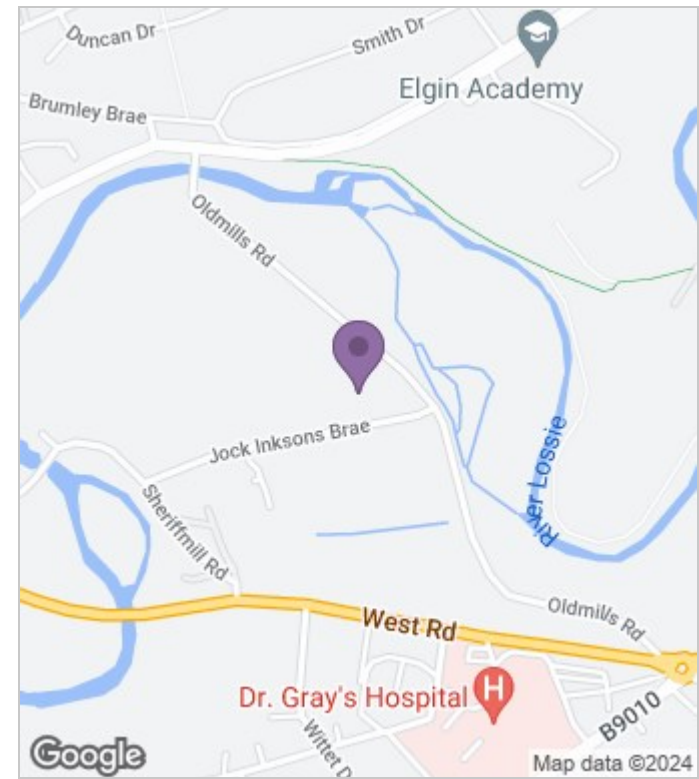 Duncan Dr
Smith Dr
Elgin Academy
Brumley Brae
Oldmills Rd
Jock Inksons Brae
River Lossie
Sheriffmill Rd
Oldmills Rd
West Rd
Dr. Gray's Hospital
H
B9010
Wittet D
Google
Map data ©2024